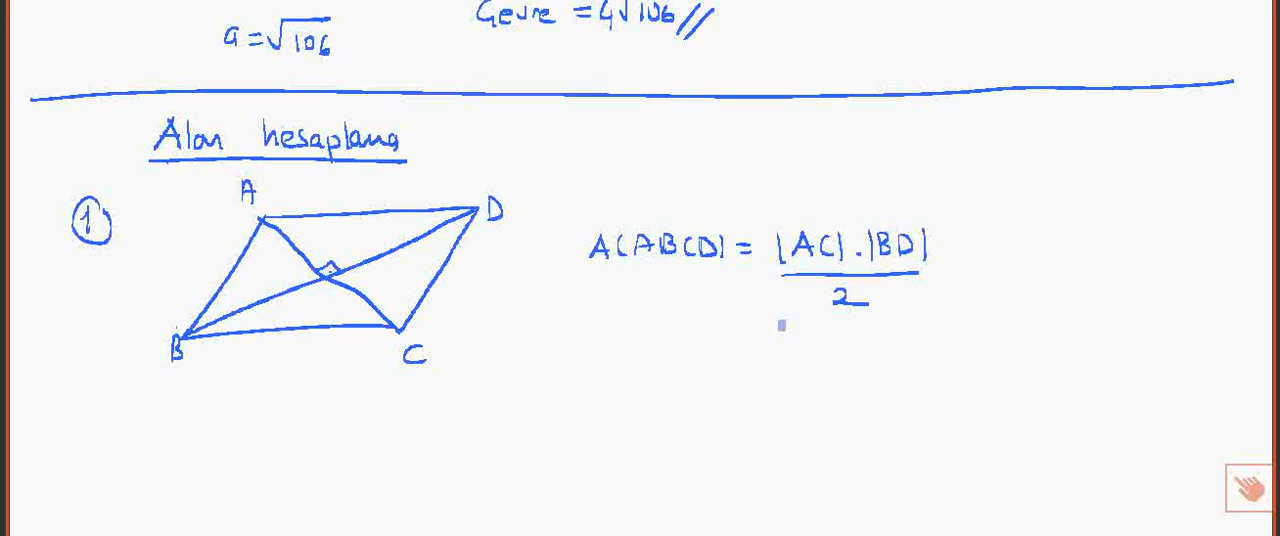 a = √106
Çevre = 4√106 //
Alan hesaplama
1
A
D
B
C
A(ABCD) = |AC| . |BD|
2